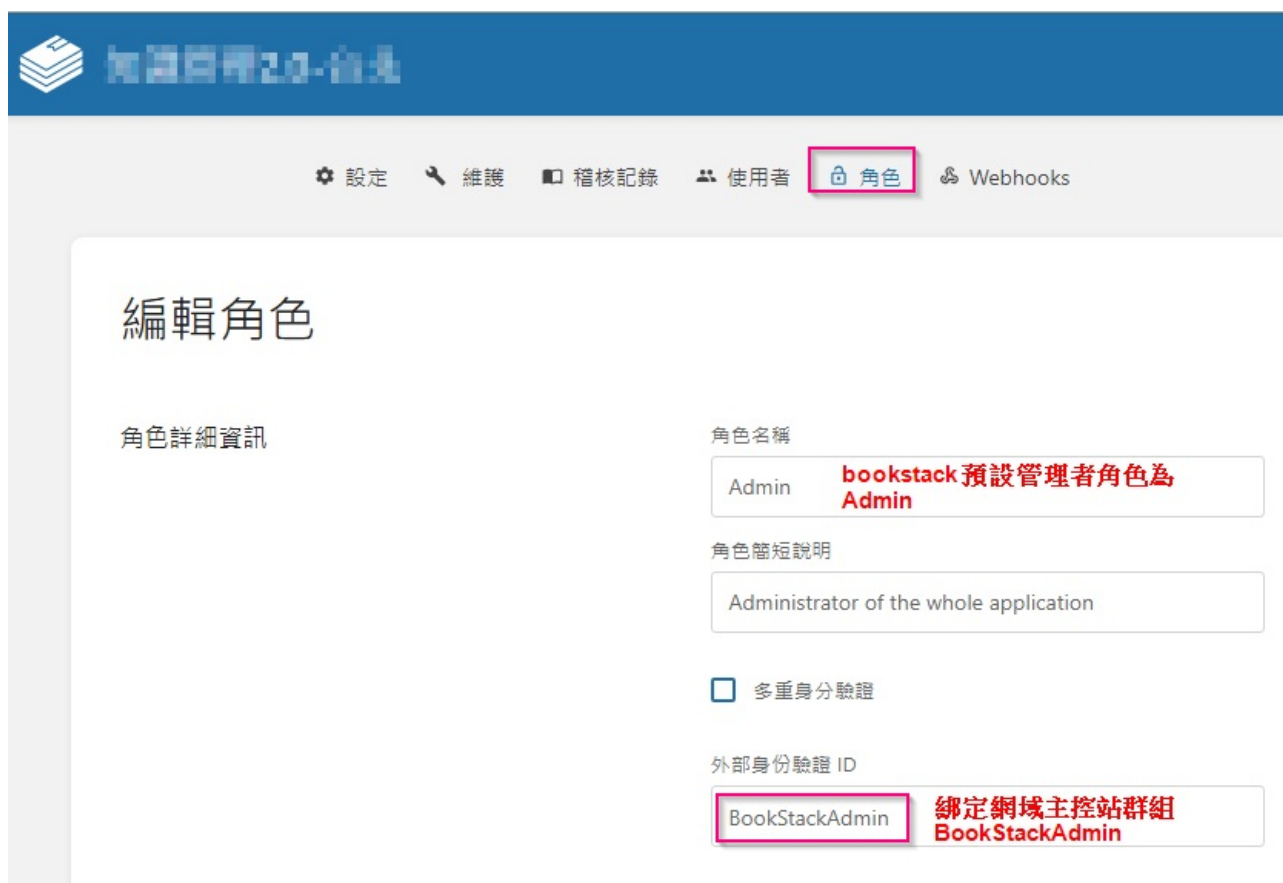 設定 維護 稽核記錄 使用者 角色 Webhooks
編輯角色
角色詳細資訊
角色名稱
Admin
bookstack預設管理者角色為
Admin
角色簡短說明
Administrator of the whole application
多重身分驗證
外部身份驗證 ID
BookStackAdmin
綁定網域主控站群組
BookStackAdmin